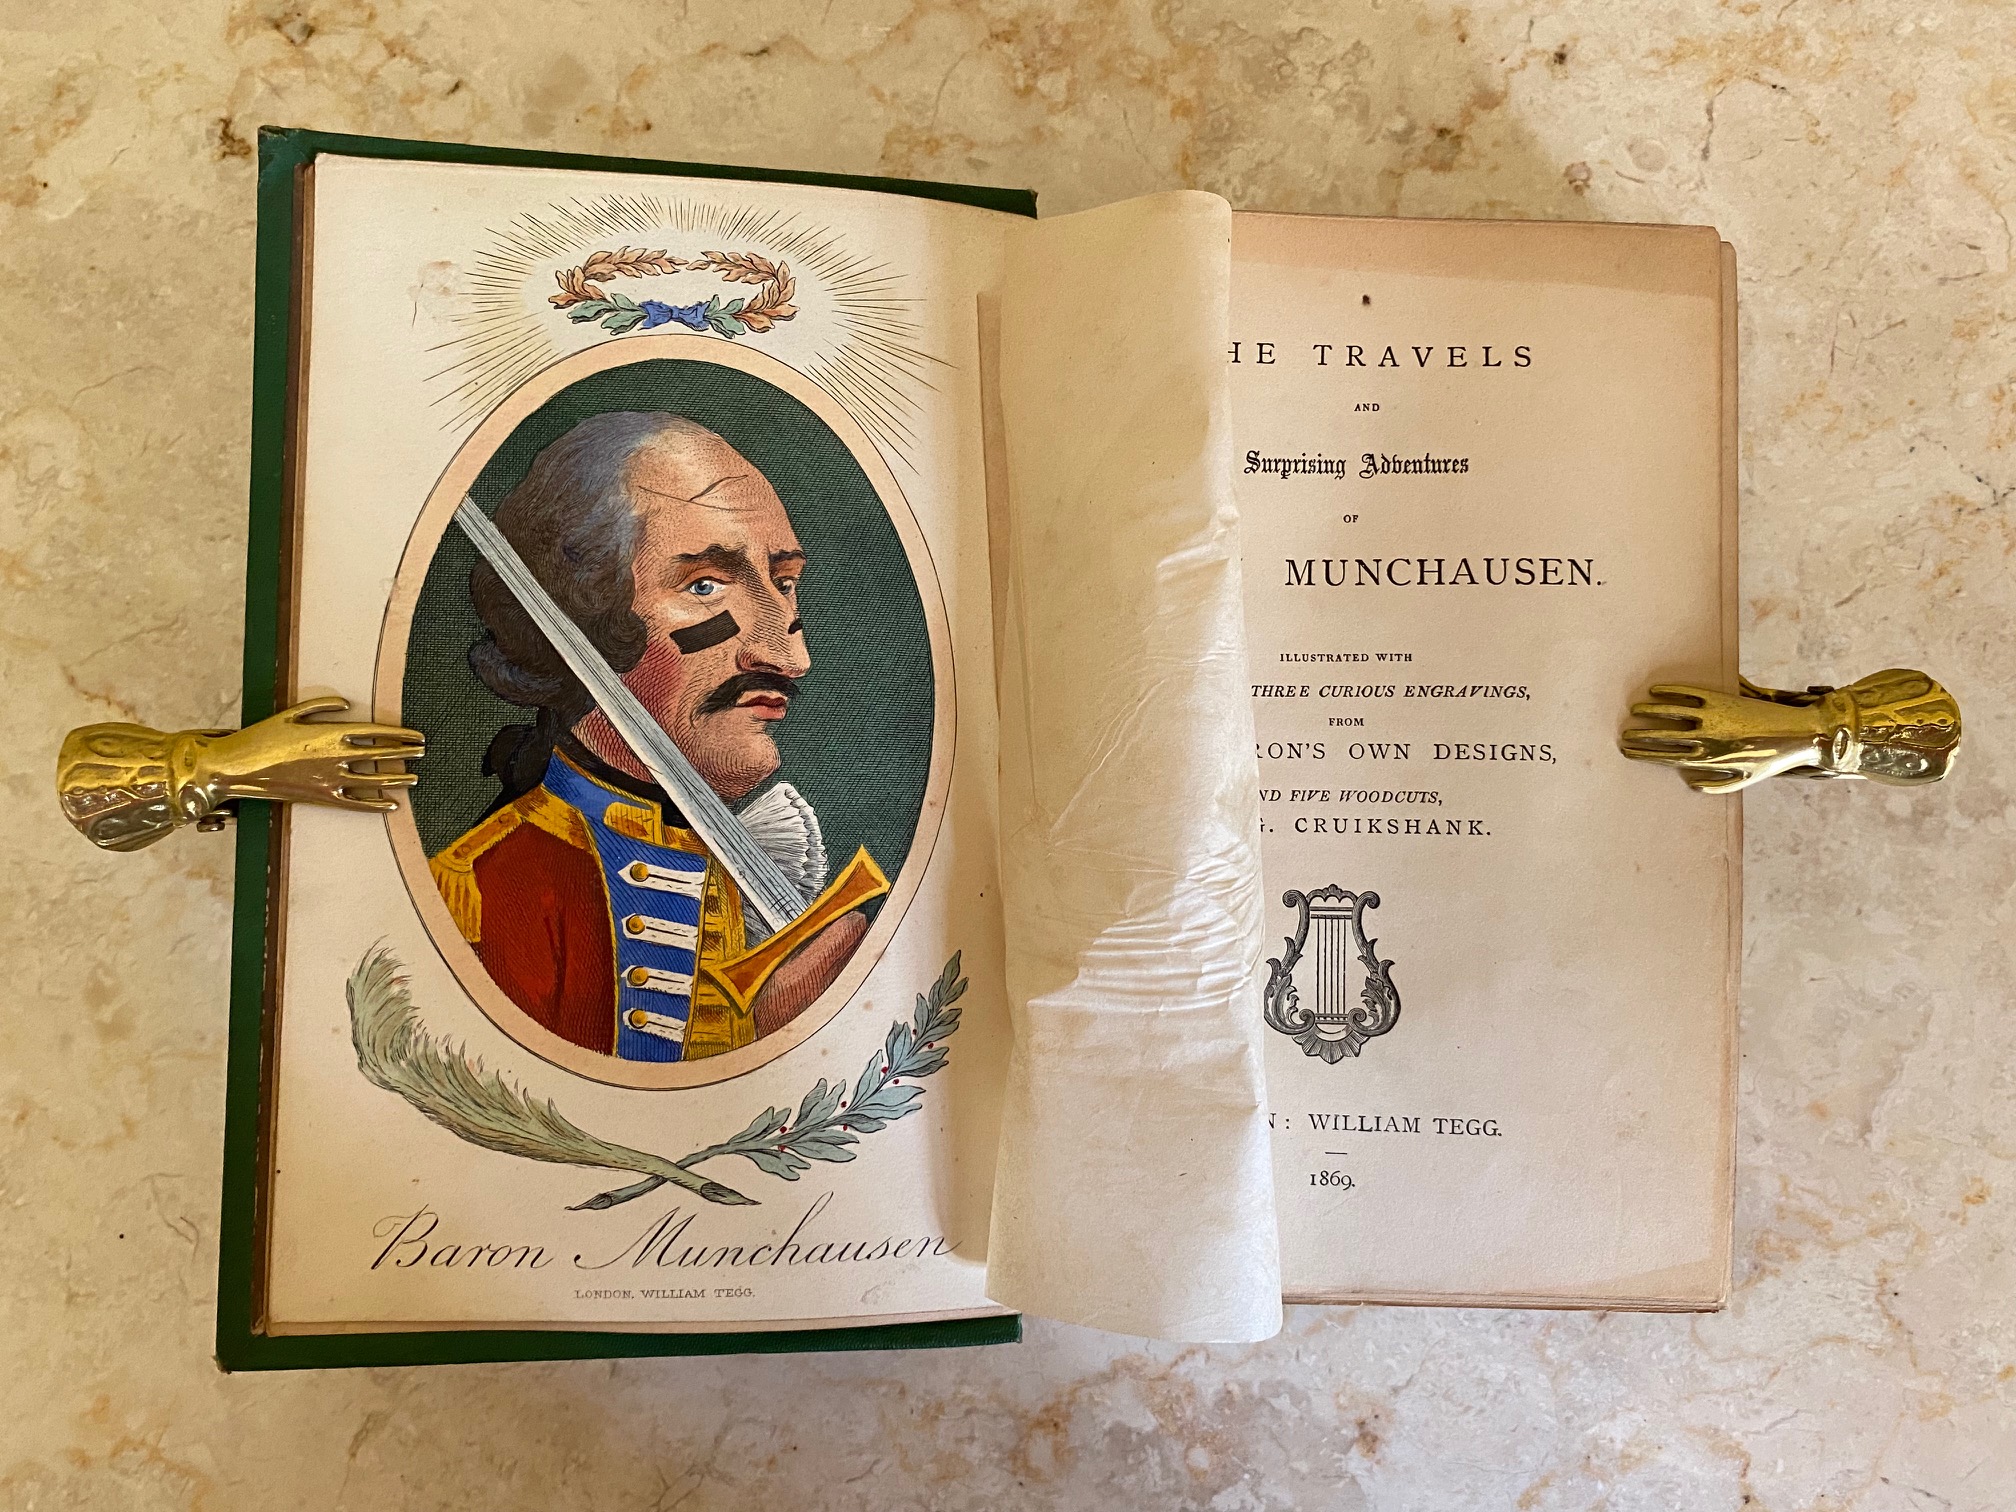 Baron Munchausen
LONDON, WILLIAM TEGG.
HE TRAVELS
AND
Surprising Adventures
OF
MUNCHAUSEN.
ILLUSTRATED WITH
THREE CURIOUS ENGRAVINGS,
FROM
RON'S OWN DESIGNS,
ND FIVE WOODCUTS,
G. CRUIKSHANK.
N: WILLIAM TEGG.
1869.